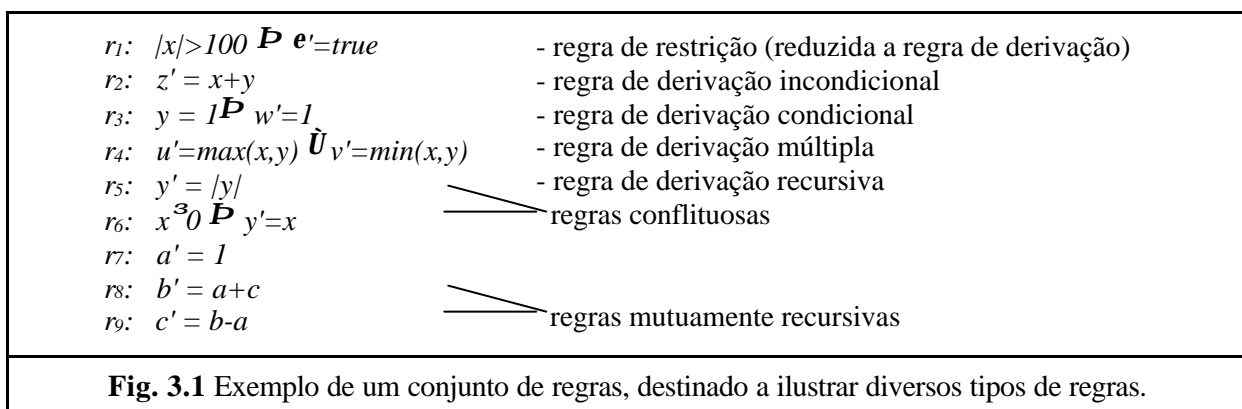 r1: |x|>100 Þ e'=true - regra de restrição (reduzida a regra de derivação)
r2: z' = x+y - regra de derivação incondicional
r3: y = 1Þ w'=1 - regra de derivação condicional
r4: u'=max(x,y) Ù v'=min(x,y) - regra de derivação múltipla
r5: y' = |y| - regra de derivação recursiva
r6: x³0 Þ y'=x regras conflituosas
r7: a' = 1
r8: b' = a+c
r9: c' = b-a regras mutuamente recursivas
Fig. 3.1 Exemplo de um conjunto de regras, destinado a ilustrar diversos tipos de regras.